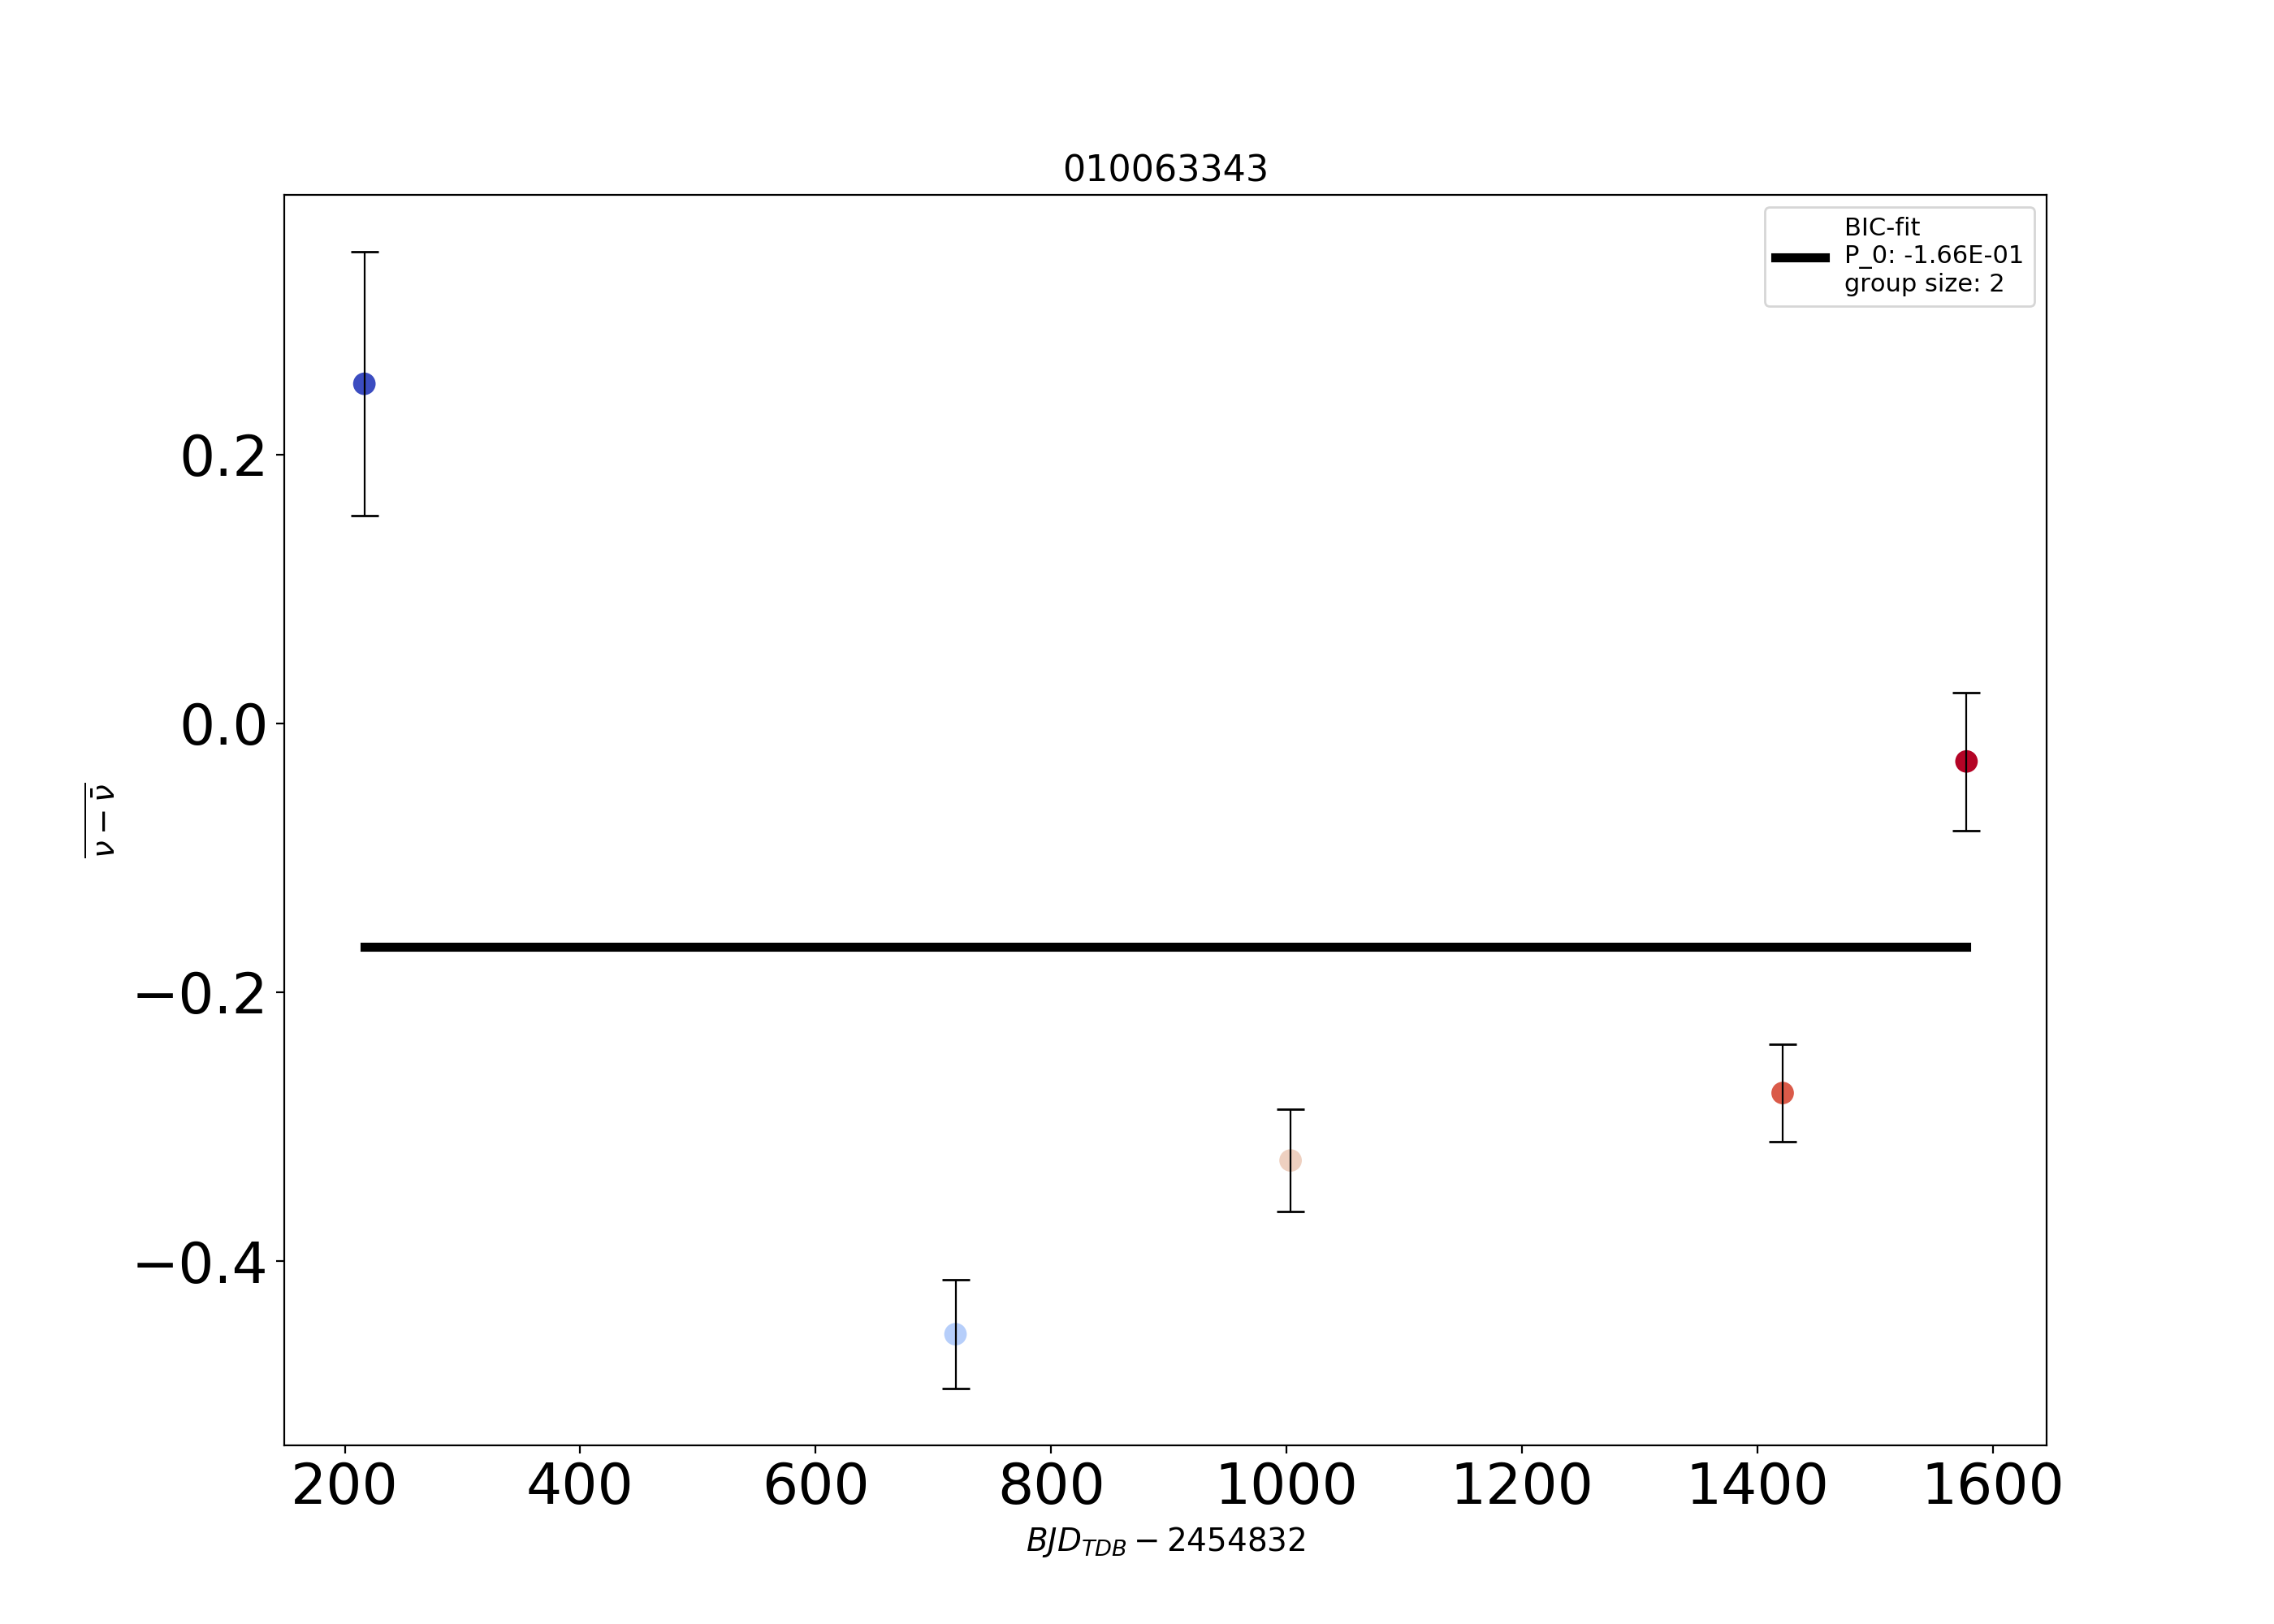 010063343
BIC-fit
P_0: -1.66E-01
group size: 2
0.2
0.0
−0.2
−0.4
ν − ν̄
200 400 600 800 1000 1200 1400 1600
BJD_TDB − 2454832